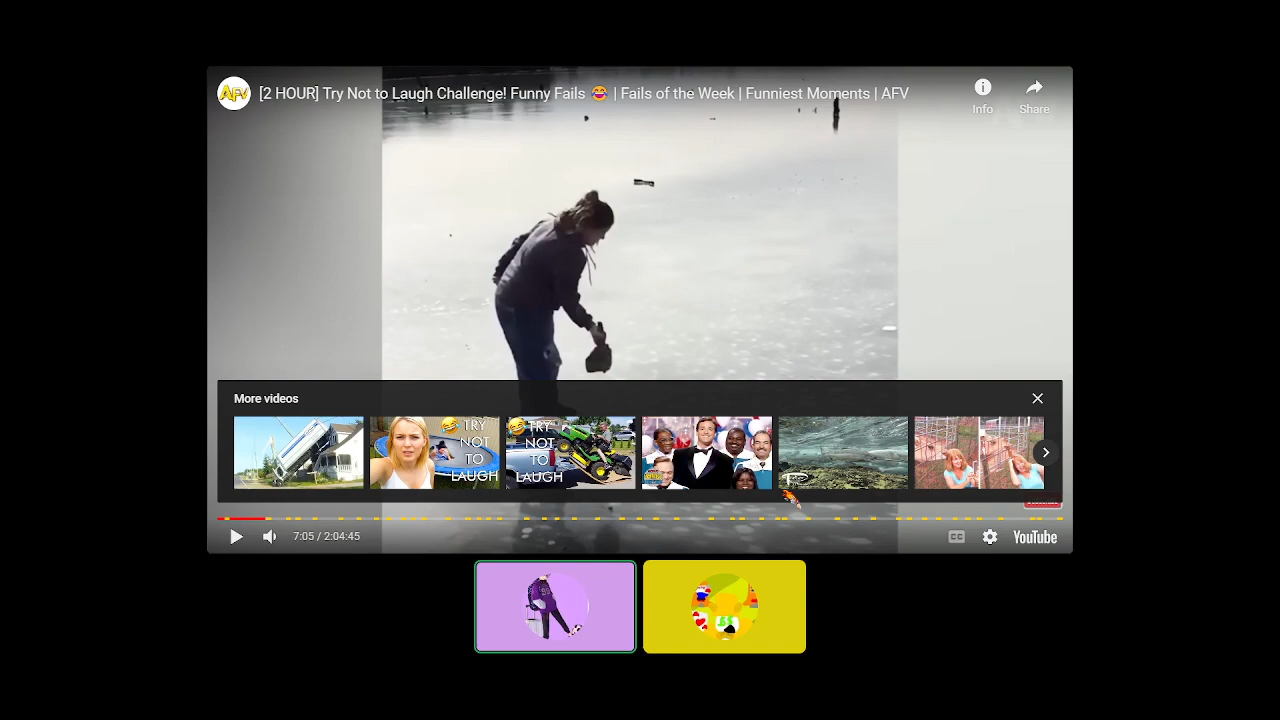 AFV
[2 HOUR] Try Not to Laugh Challenge! Funny Fails 😂 | Fails of the Week | Funniest Moments | AFV
Info
Share
More videos
TRY
NOT
TO
LAUGH
TRY
NOT
TO
LAUGH
7:05 / 2:04:45
CC
YouTube